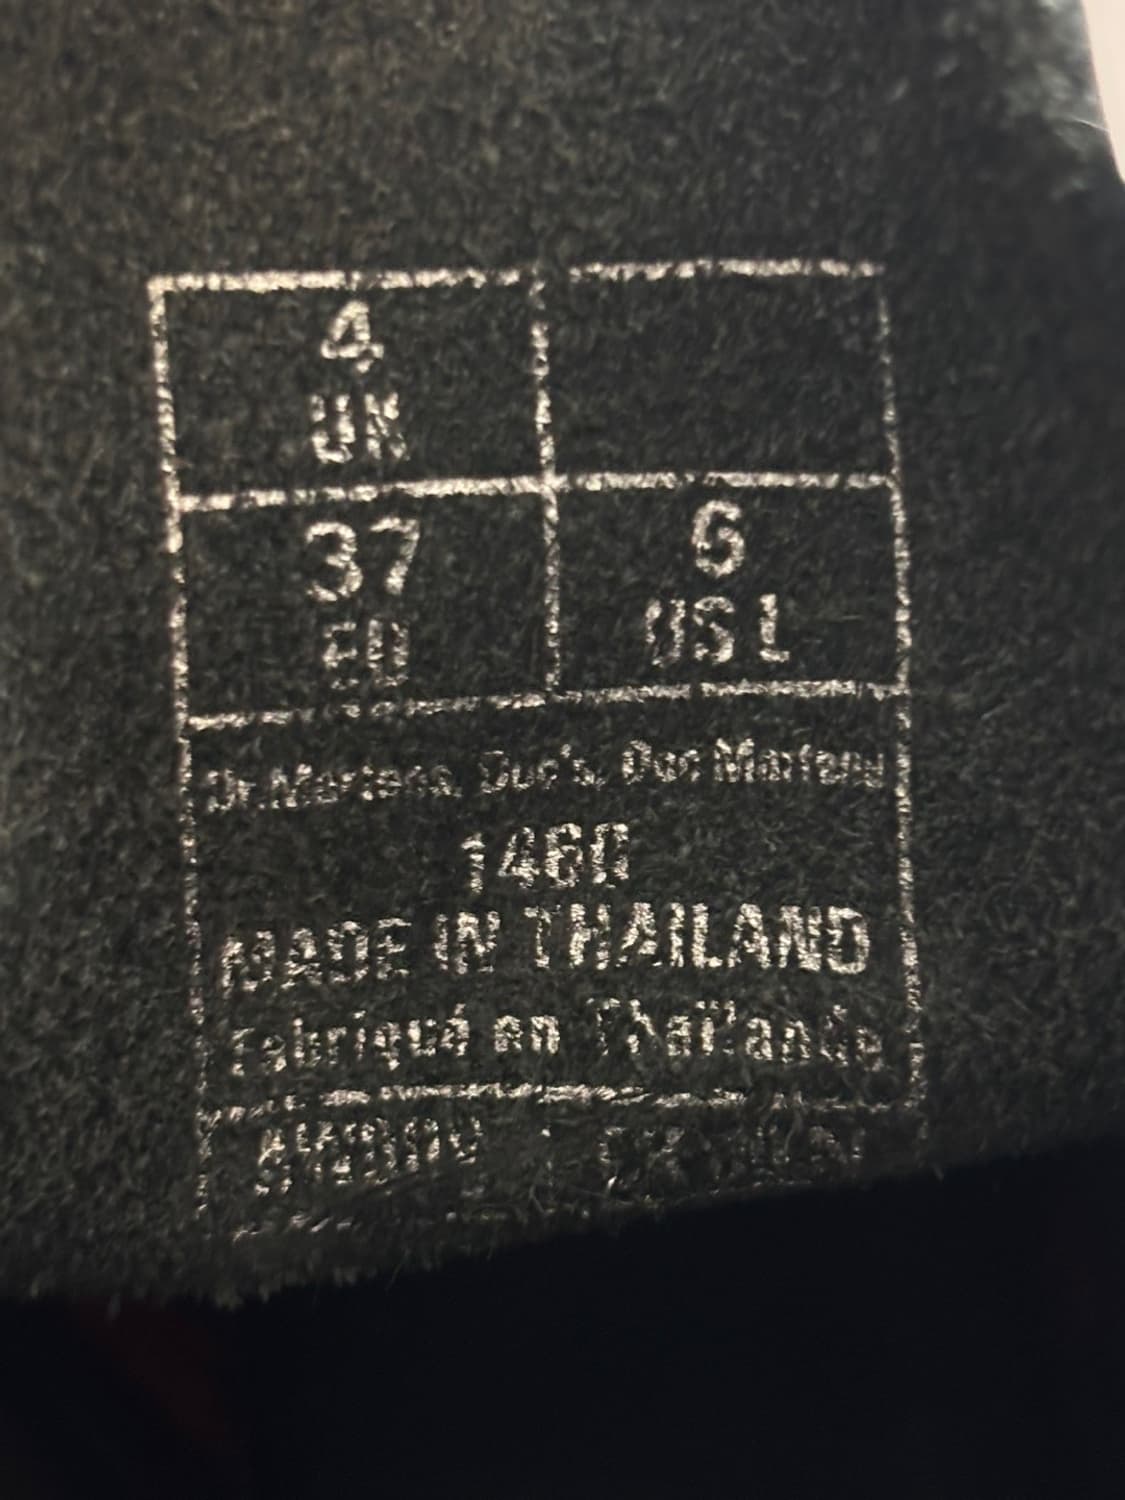 4
UK
37
EU
6
US L
Dr.Martens, Doc's, Doc Martens
1460
MADE IN THAILAND
Fabriqué en Thaïlande